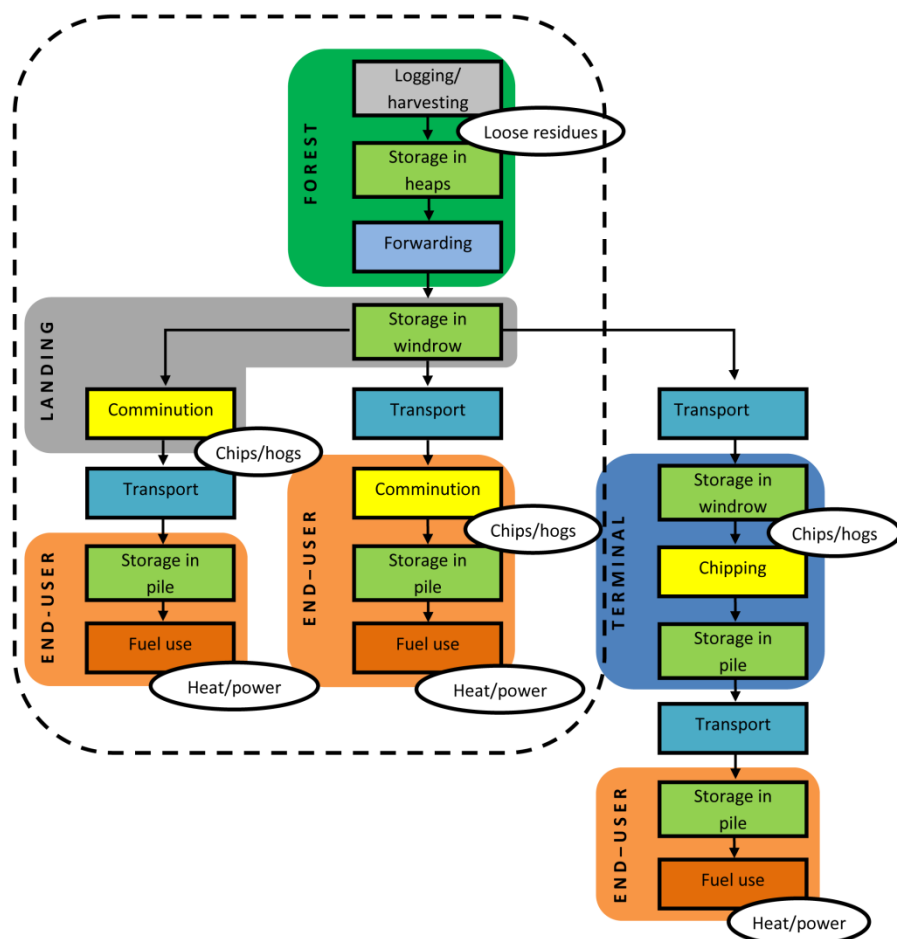 Logging/
harvesting
Loose residues
FOREST
Storage in
heaps
Forwarding
LANDING
Storage in
windrow
Comminution
Chips/hogs
Transport
END-USER
Storage in
pile
Fuel use
Heat/power
Transport
END–USER
Comminution
Chips/hogs
Storage in
pile
Fuel use
Heat/power
Transport
TERMINAL
Storage in
windrow
Chips/hogs
Chipping
Storage in
pile
Transport
END–USER
Storage in
pile
Fuel use
Heat/power